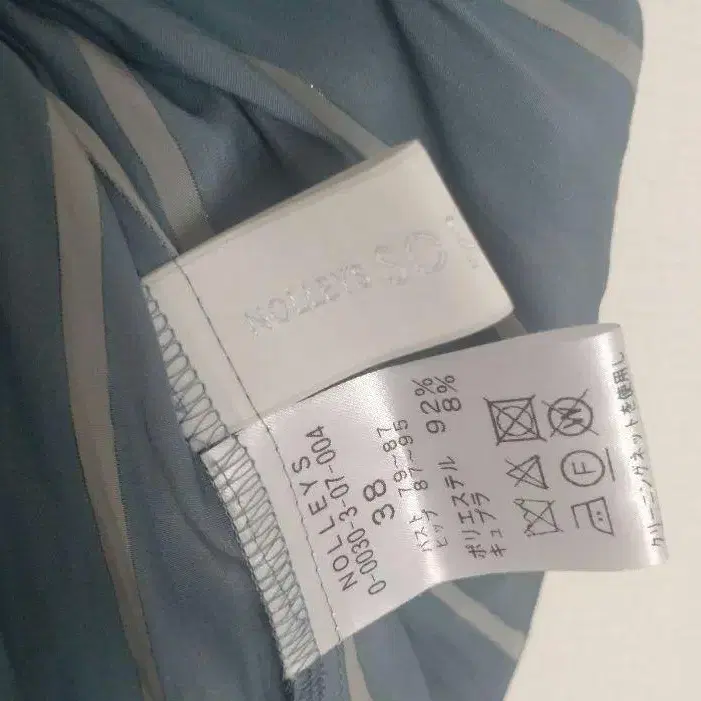 NOLLEYS
NOLLEYS
0-0030-3-07-004
38
バスト 79~87
ヒップ 87~95
ポリエステル 92%
キュプラ 8%
クリーニングネットを使用し